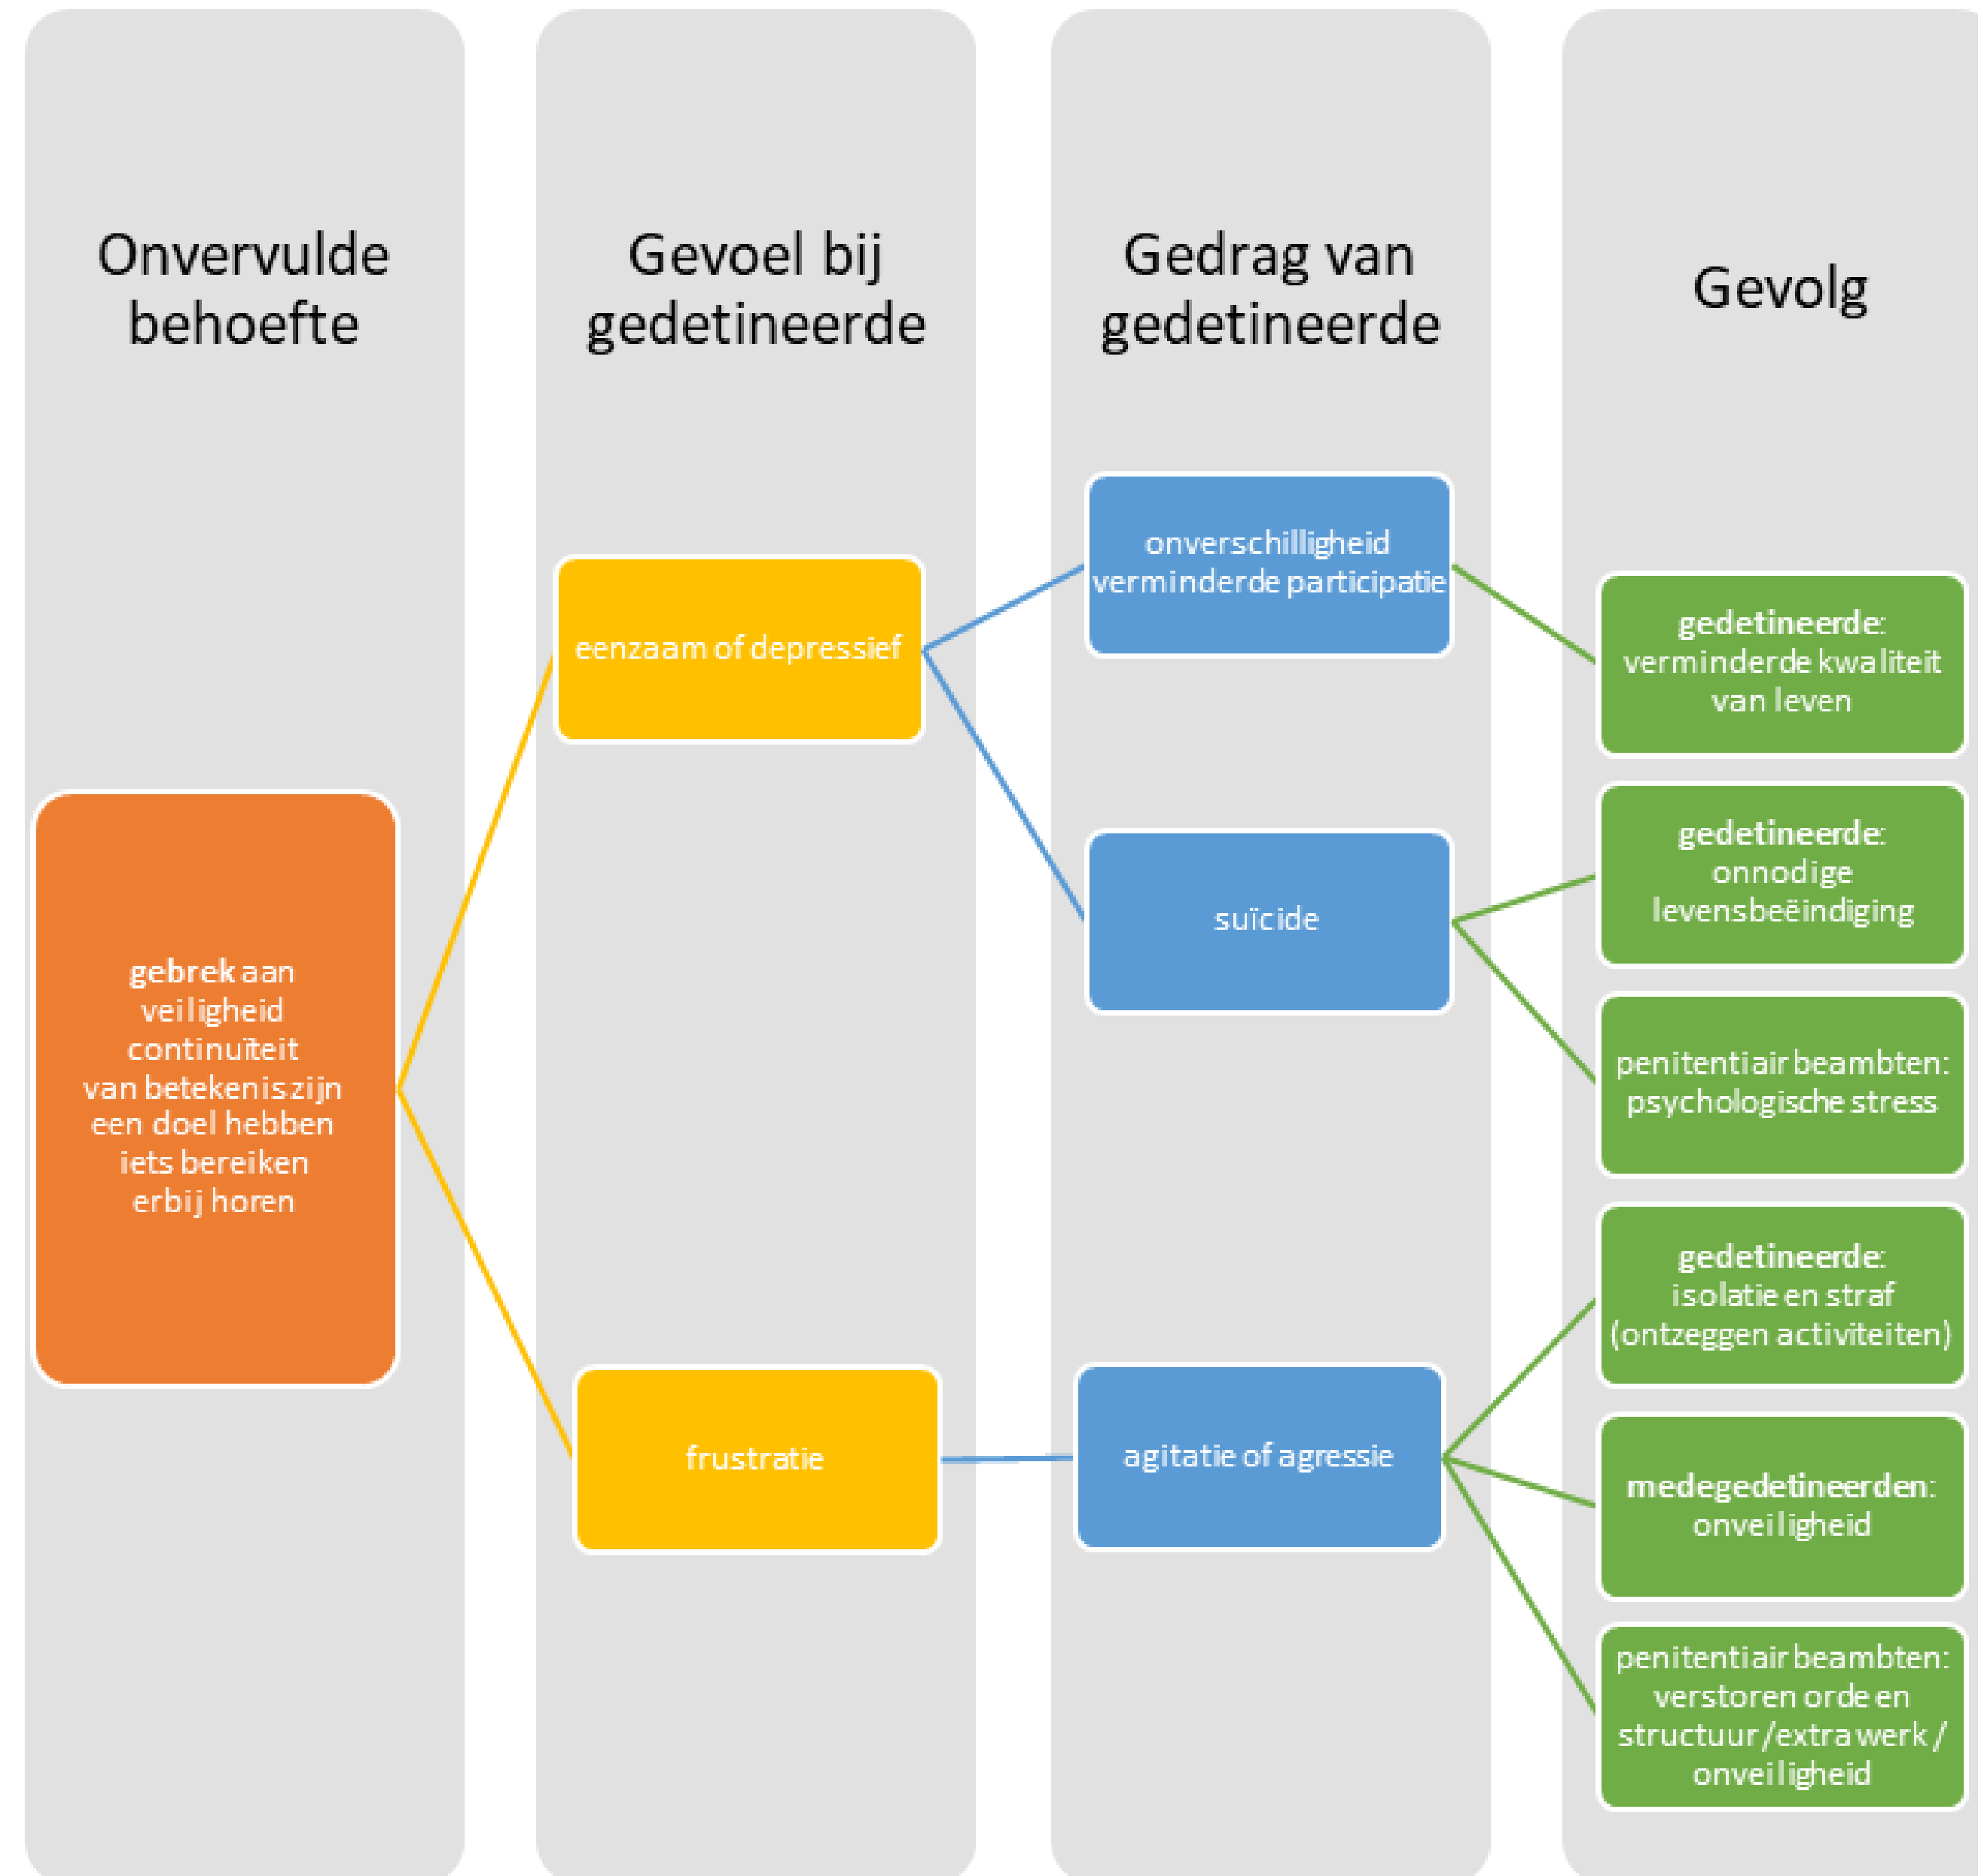 Onvervulde
behoefte
Gevoel bij
gedetineerde
Gedrag van
gedetineerde
Gevolg
gebrek aan
veiligheid
continuïteit
van betekenis zijn
een doel hebben
iets bereiken
erbij horen
eenzaam of depressief
frustratie
onverschilligheid
verminderde participatie
suïcide
agitatie of agressie
gedetineerde:
verminderde kwaliteit
van leven
gedetineerde:
onnodige
levensbeëindiging
penitentiair beambten:
psychologische stress
gedetineerde:
isolatie en straf
(ontzeggen activiteiten)
medegedetineerden:
onveiligheid
penitentiair beambten:
verstoren orde en
structuur / extra werk /
onveiligheid